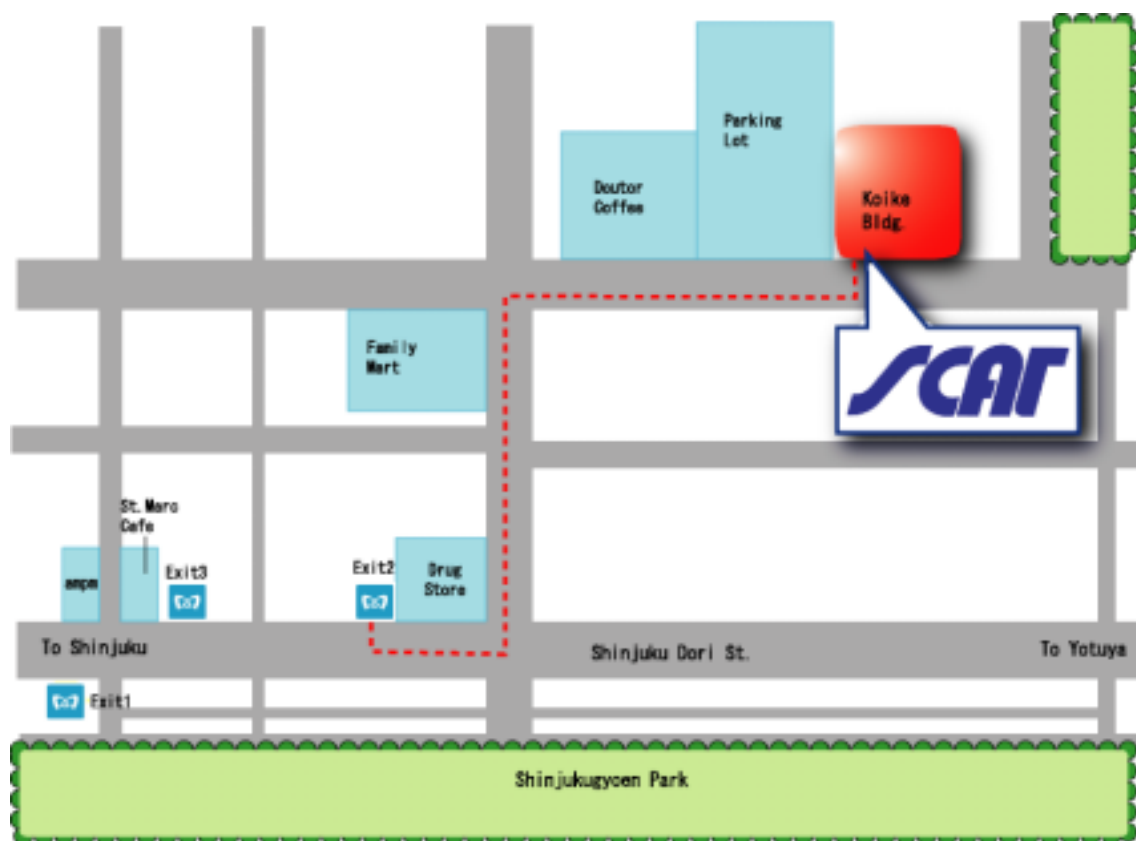 Parking
Lot
Doutor
Coffee
Koike
Bldg.
SCAT
Family
Mart
St.Marc
Cafe
ampm
Exit3
Exit2
Drug
Store
To Shinjuku
Shinjuku Dori St.
To Yotuya
Exit1
Shinjukugyoen Park